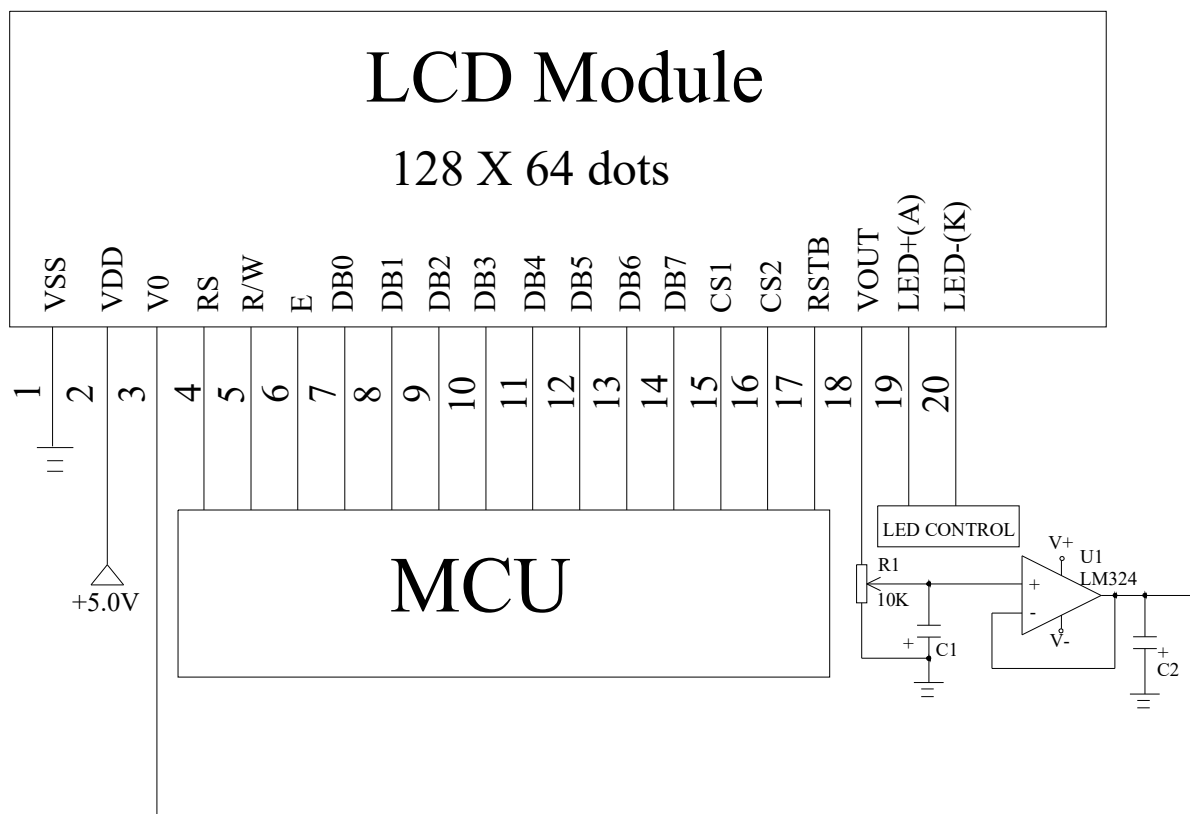 LCD Module
128 X 64 dots
VSS
VDD
V0
RS
R/W
E
DB0
DB1
DB2
DB3
DB4
DB5
DB6
DB7
CS1
CS2
RSTB
VOUT
LED+(A)
LED-(K)
1
2
3
4
5
6
7
8
9
10
11
12
13
14
15
16
17
18
19
20
+5.0V
MCU
LED CONTROL
R1
10K
+
C1
V+
U1
LM324
+
-
V-
+
C2